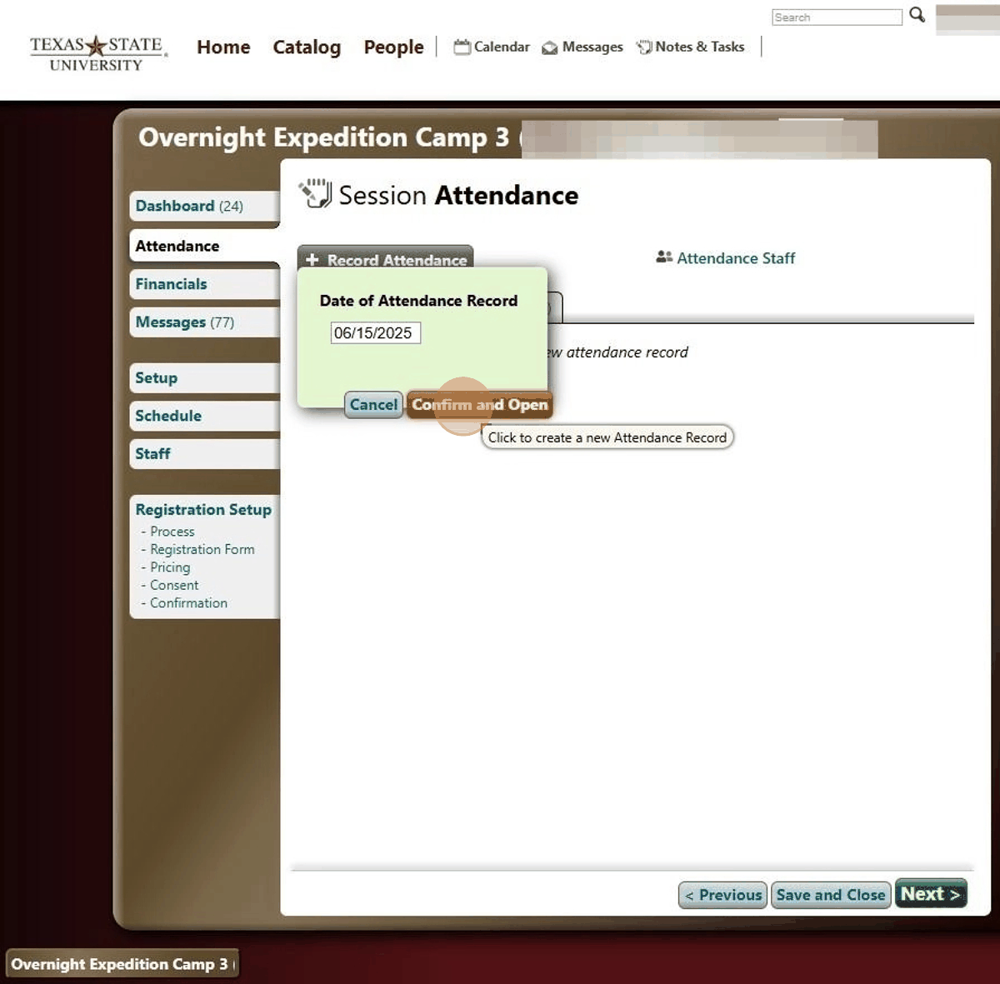 Search
TEXAS STATE
UNIVERSITY
Home Catalog People Calendar Messages Notes & Tasks
Overnight Expedition Camp 3 (
Session Attendance
Dashboard (24)
Attendance
Financials
Messages (77)
Setup
Schedule
Staff
Registration Setup
- Process
- Registration Form
- Pricing
- Consent
- Confirmation
+ Record Attendance
Attendance Staff
Date of Attendance Record
06/15/2025
)
ew attendance record
Cancel Confirm and Open
Click to create a new Attendance Record
< Previous Save and Close Next >
Overnight Expedition Camp 3 (